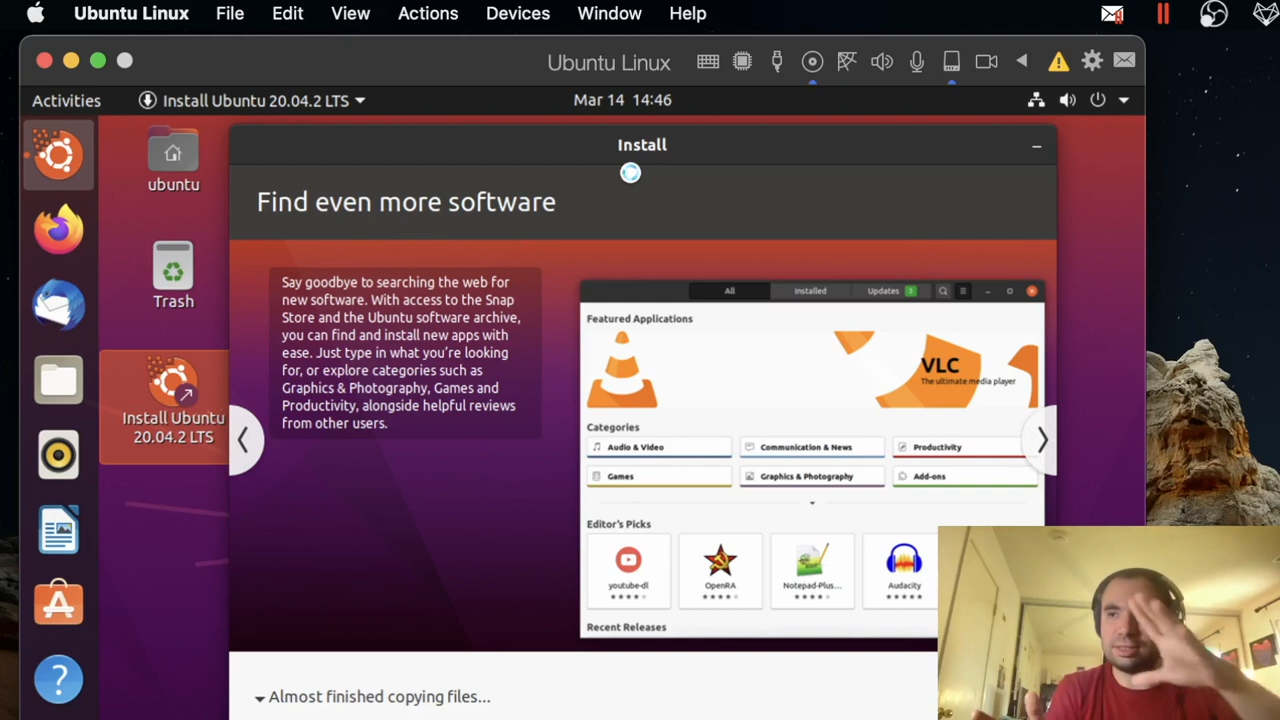 Ubuntu Linux File Edit View Actions Devices Window Help
Ubuntu Linux
Activities Install Ubuntu 20.04.2 LTS Mar 14 14:46
ubuntu
Trash
Install Ubuntu
20.04.2 LTS
Install
Find even more software
Say goodbye to searching the web for
new software. With access to the Snap
Store and the Ubuntu software archive,
you can find and install new apps with
ease. Just type in what you're looking
for, or explore categories such as
Graphics & Photography, Games and
Productivity, alongside helpful reviews
from other users.
All Installed Updates 3
Featured Applications
VLC
The ultimate media player
Categories
Audio & Video Communication & News Productivity
Games Graphics & Photography Add-ons
Editor's Picks
youtube-dl OpenRA Notepad-Plus... Audacity
Recent Releases
Almost finished copying files...